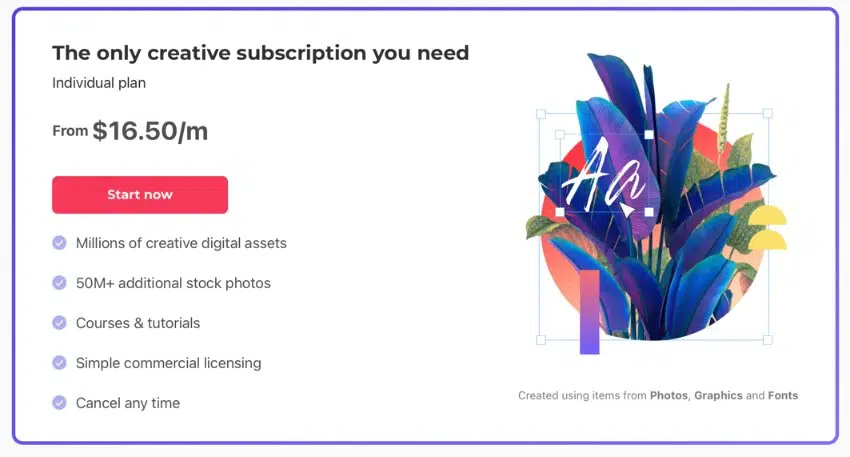 The only creative subscription you need
Individual plan
From $16.50/m
Start now
Millions of creative digital assets
50M+ additional stock photos
Courses & tutorials
Simple commercial licensing
Cancel any time
Aa
Created using items from Photos, Graphics and Fonts